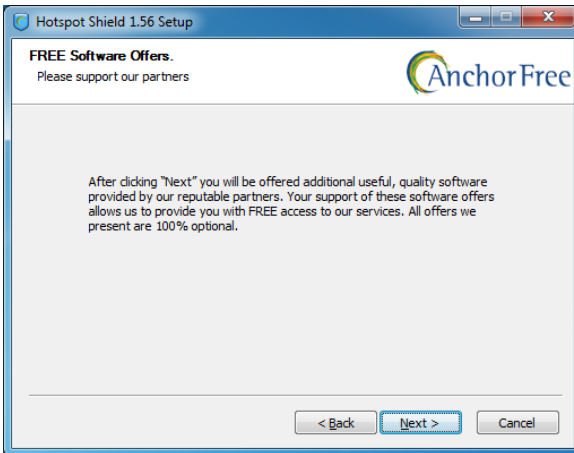 Hotspot Shield 1.56 Setup
FREE Software Offers.
Please support our partners
AnchorFree
After clicking "Next" you will be offered additional useful, quality software
provided by our reputable partners. Your support of these software offers
allows us to provide you with FREE access to our services. All offers we
present are 100% optional.
< Back
Next >
Cancel